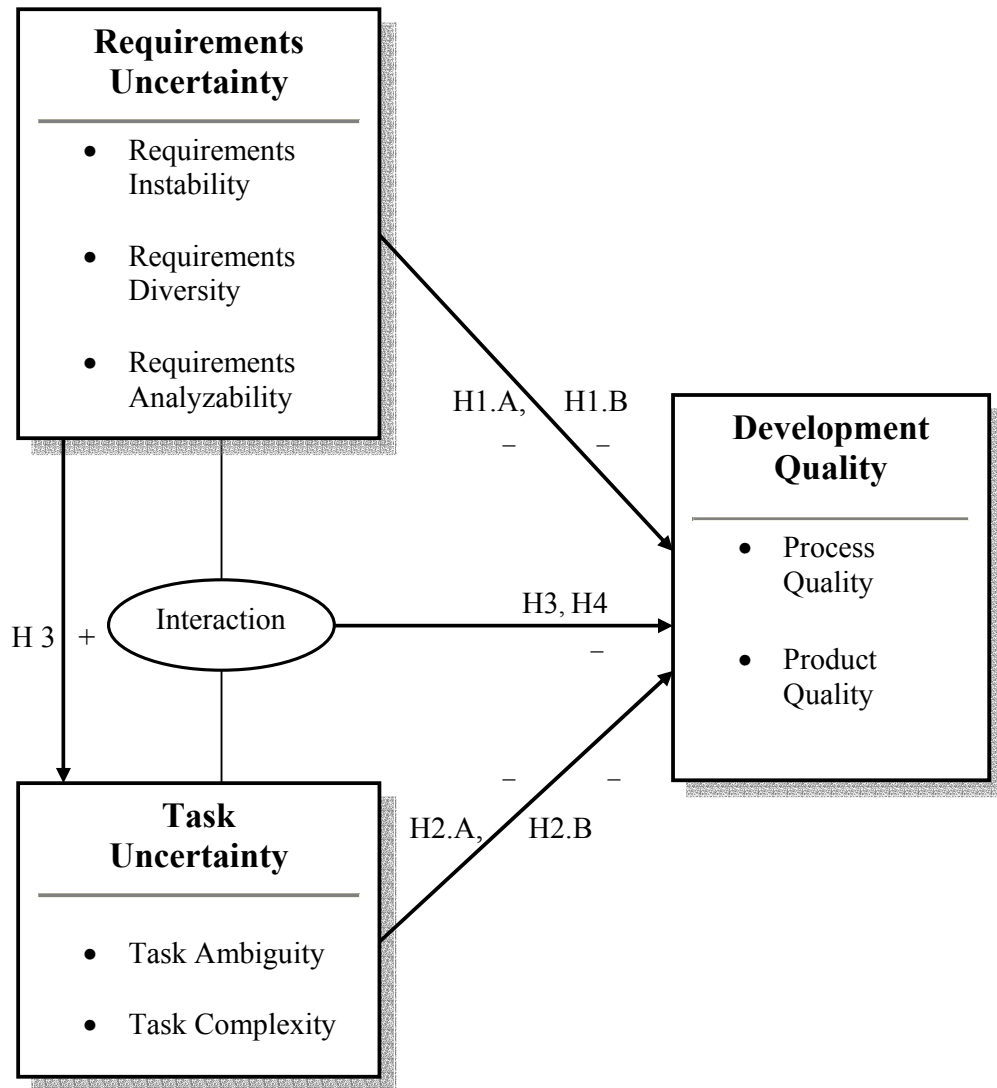 Requirements
Uncertainty
• Requirements
Instability
• Requirements
Diversity
• Requirements
Analyzability
H1.A, H1.B
– –
Development
Quality
• Process
Quality
• Product
Quality
H 3 +
Interaction
H3, H4
–
– –
H2.A, H2.B
Task
Uncertainty
• Task Ambiguity
• Task Complexity